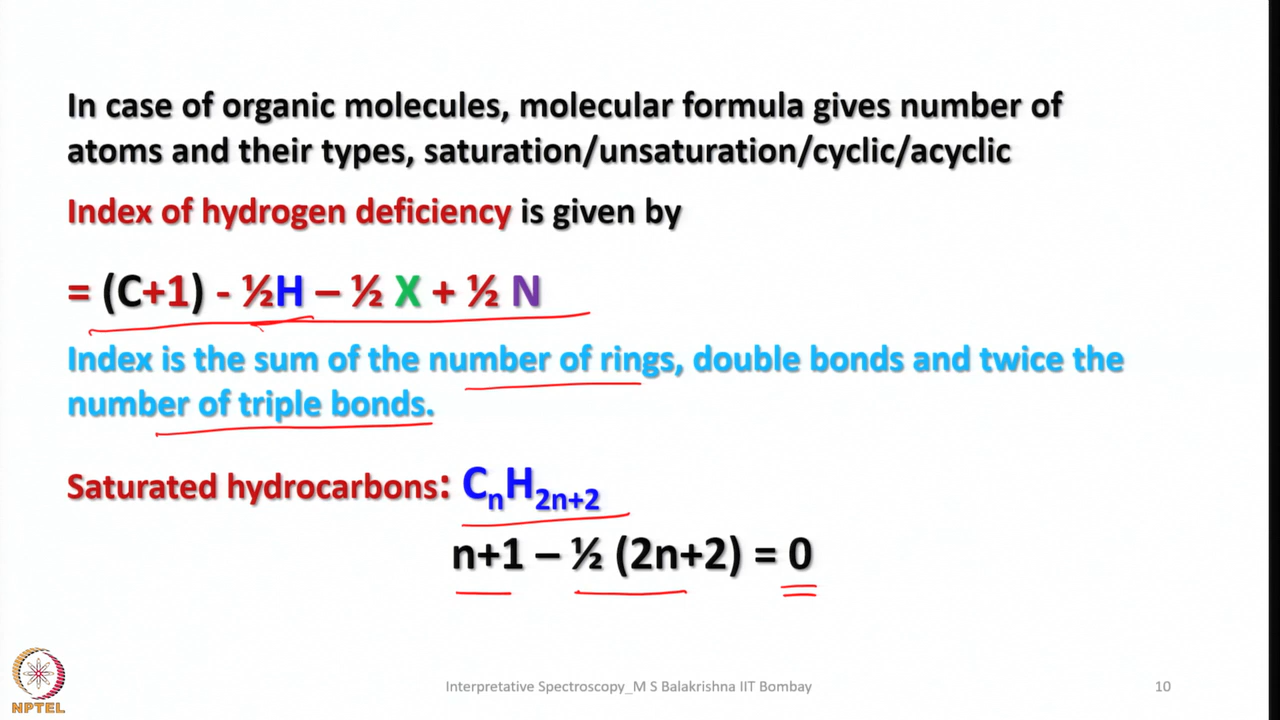 In case of organic molecules, molecular formula gives number of
atoms and their types, saturation/unsaturation/cyclic/acyclic
Index of hydrogen deficiency is given by
= (C+1) - ½H – ½ X + ½ N
Index is the sum of the number of rings, double bonds and twice the
number of triple bonds.
Saturated hydrocarbons: CₙH₂ₙ₊₂
n+1 – ½ (2n+2) = 0
NPTEL
Interpretative Spectroscopy_M S Balakrishna IIT Bombay
10